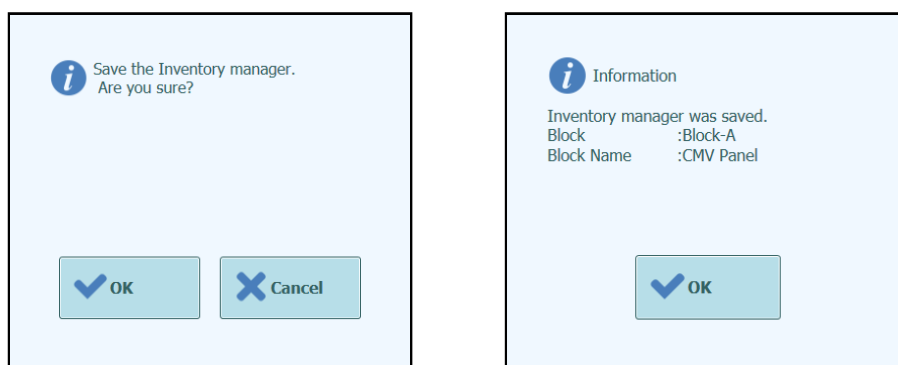 Save the Inventory manager.
Are you sure?
OK
Cancel
Information
Inventory manager was saved.
Block :Block-A
Block Name :CMV Panel
OK